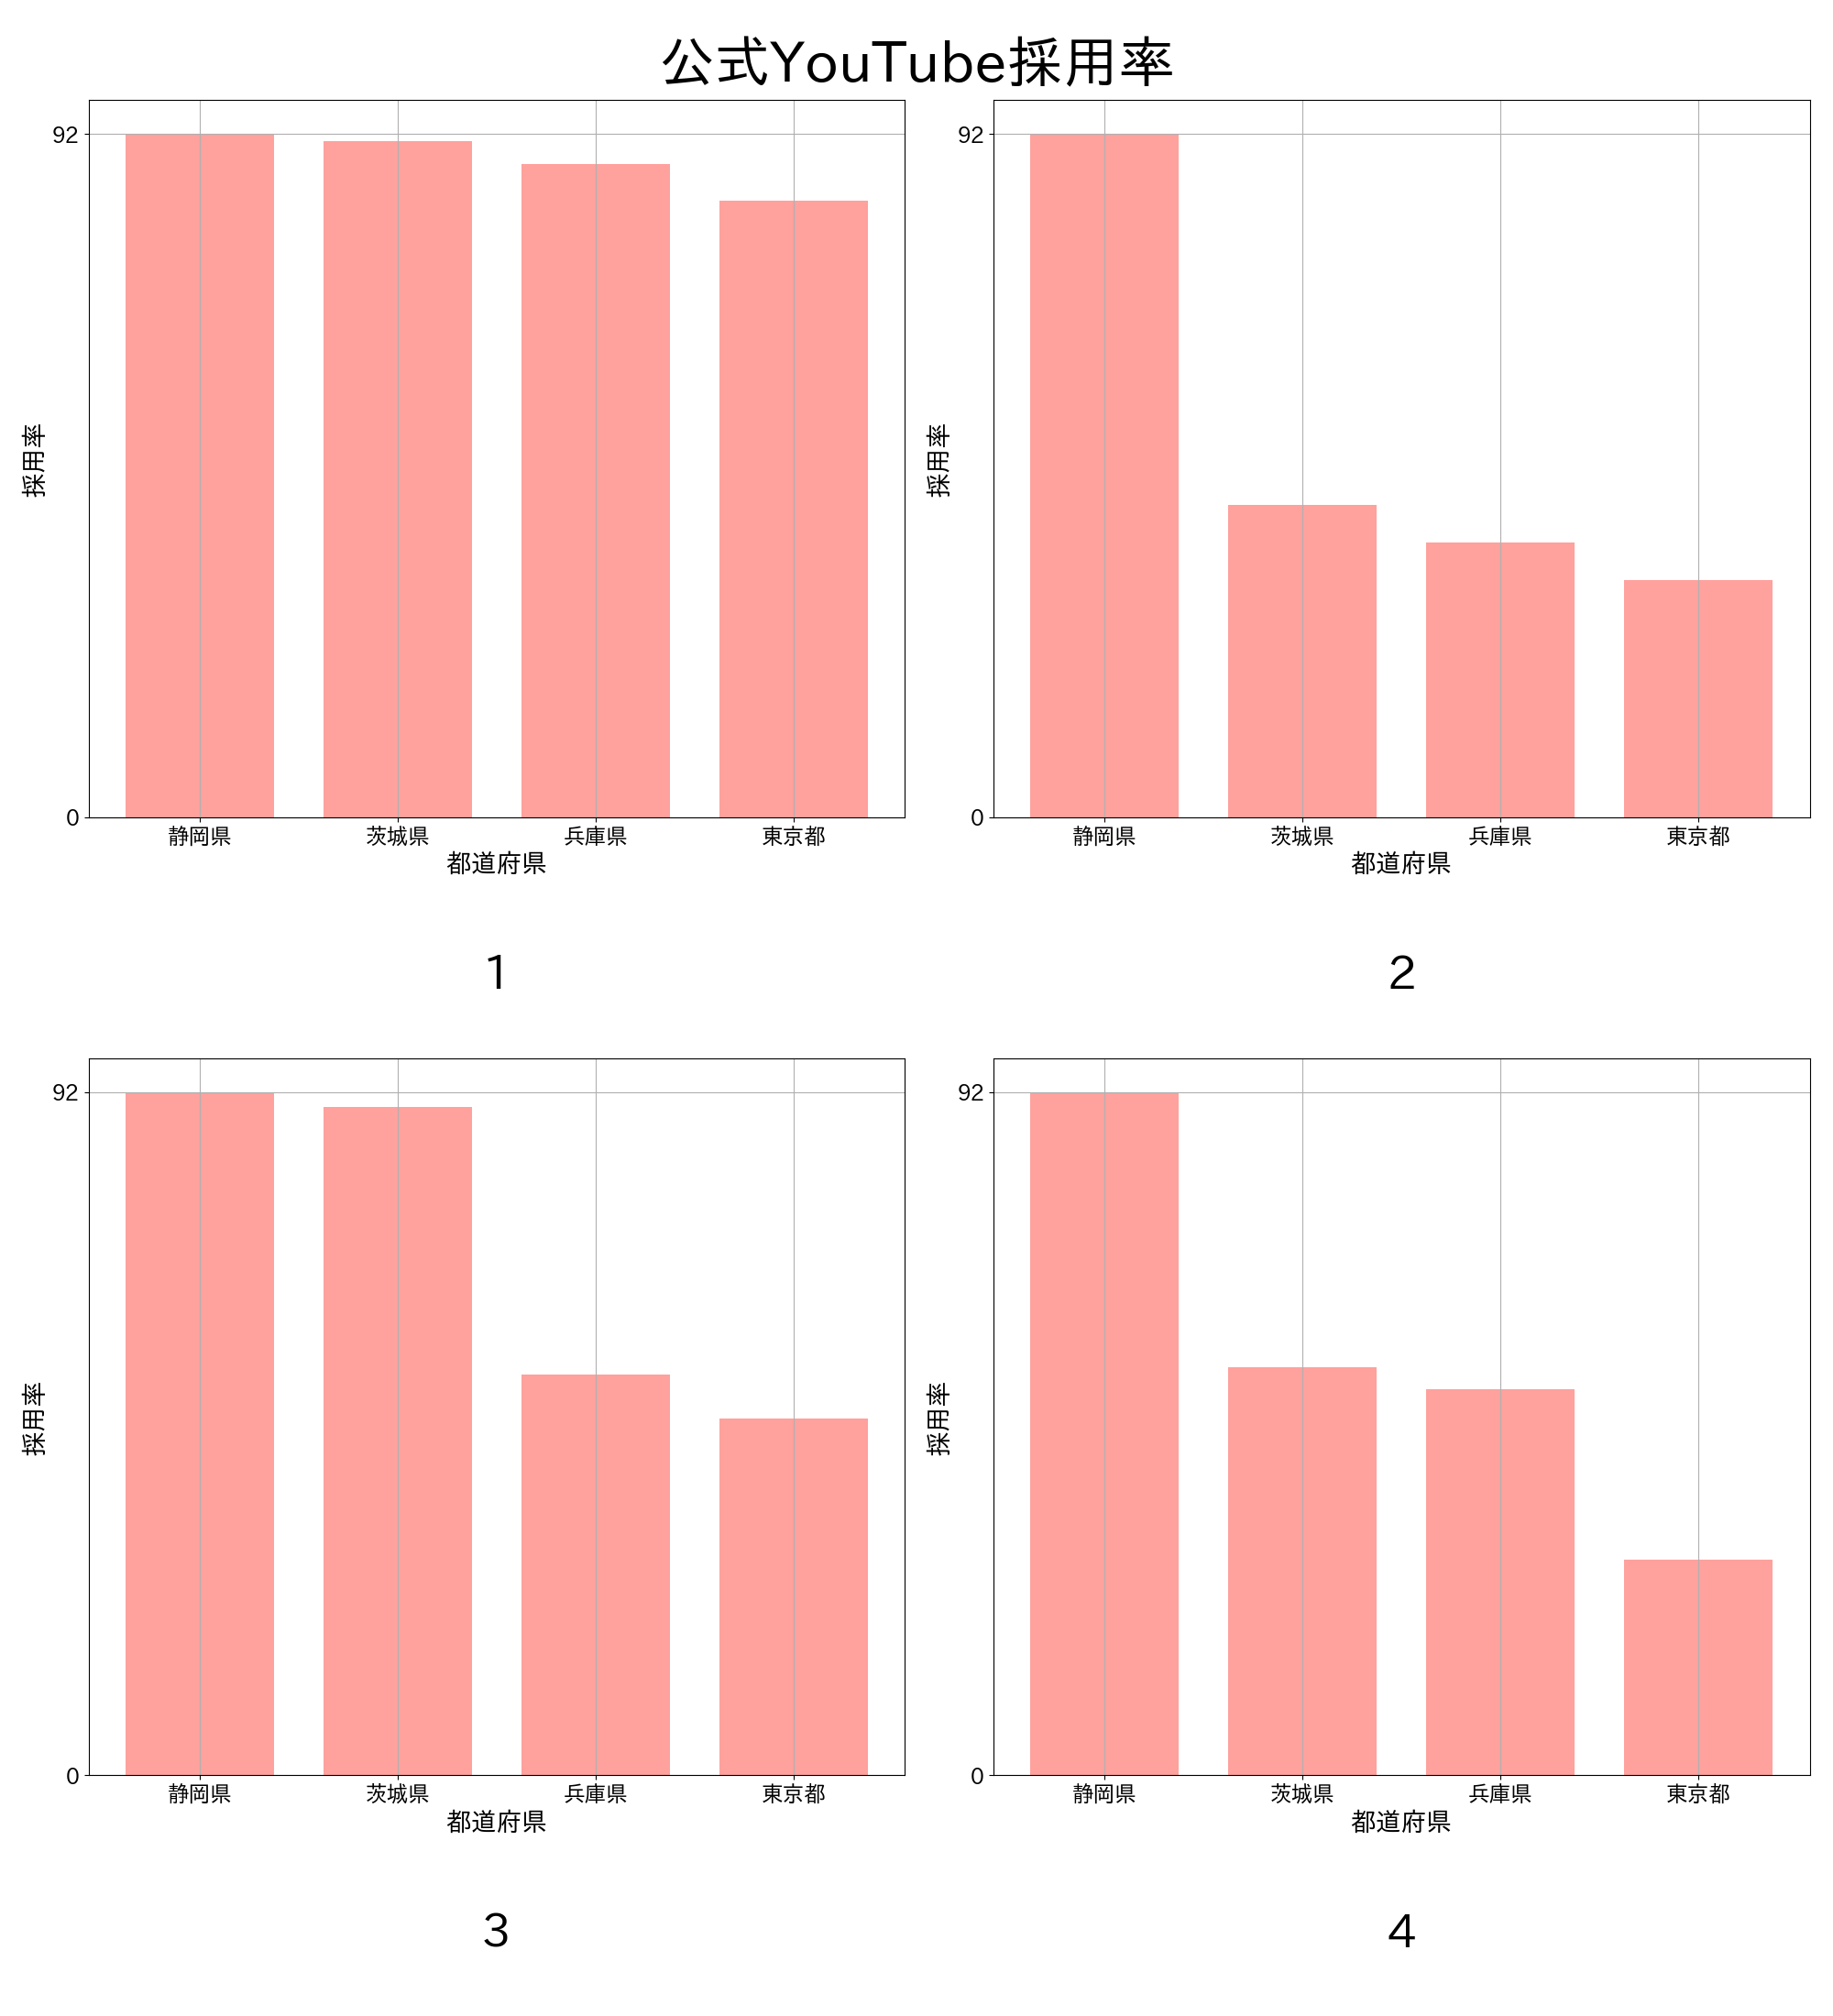 公式YouTube採用率
92
採用率
0
静岡県 茨城県 兵庫県 東京都
都道府県
1
92
採用率
0
静岡県 茨城県 兵庫県 東京都
都道府県
2
92
採用率
0
静岡県 茨城県 兵庫県 東京都
都道府県
3
92
採用率
0
静岡県 茨城県 兵庫県 東京都
都道府県
4